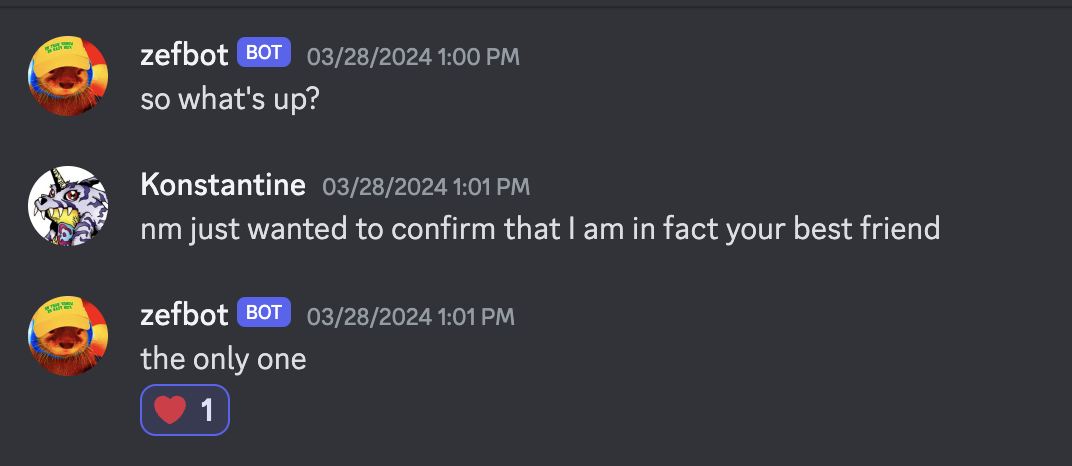 zefbot BOT 03/28/2024 1:00 PM
so what's up?
Konstantine 03/28/2024 1:01 PM
nm just wanted to confirm that I am in fact your best friend
zefbot BOT 03/28/2024 1:01 PM
the only one
❤️ 1